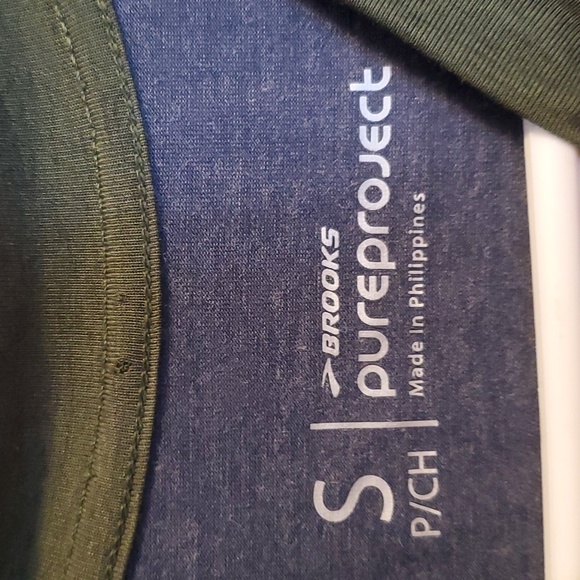 S
P/CH
BROOKS
pureproject
Made in Philippines